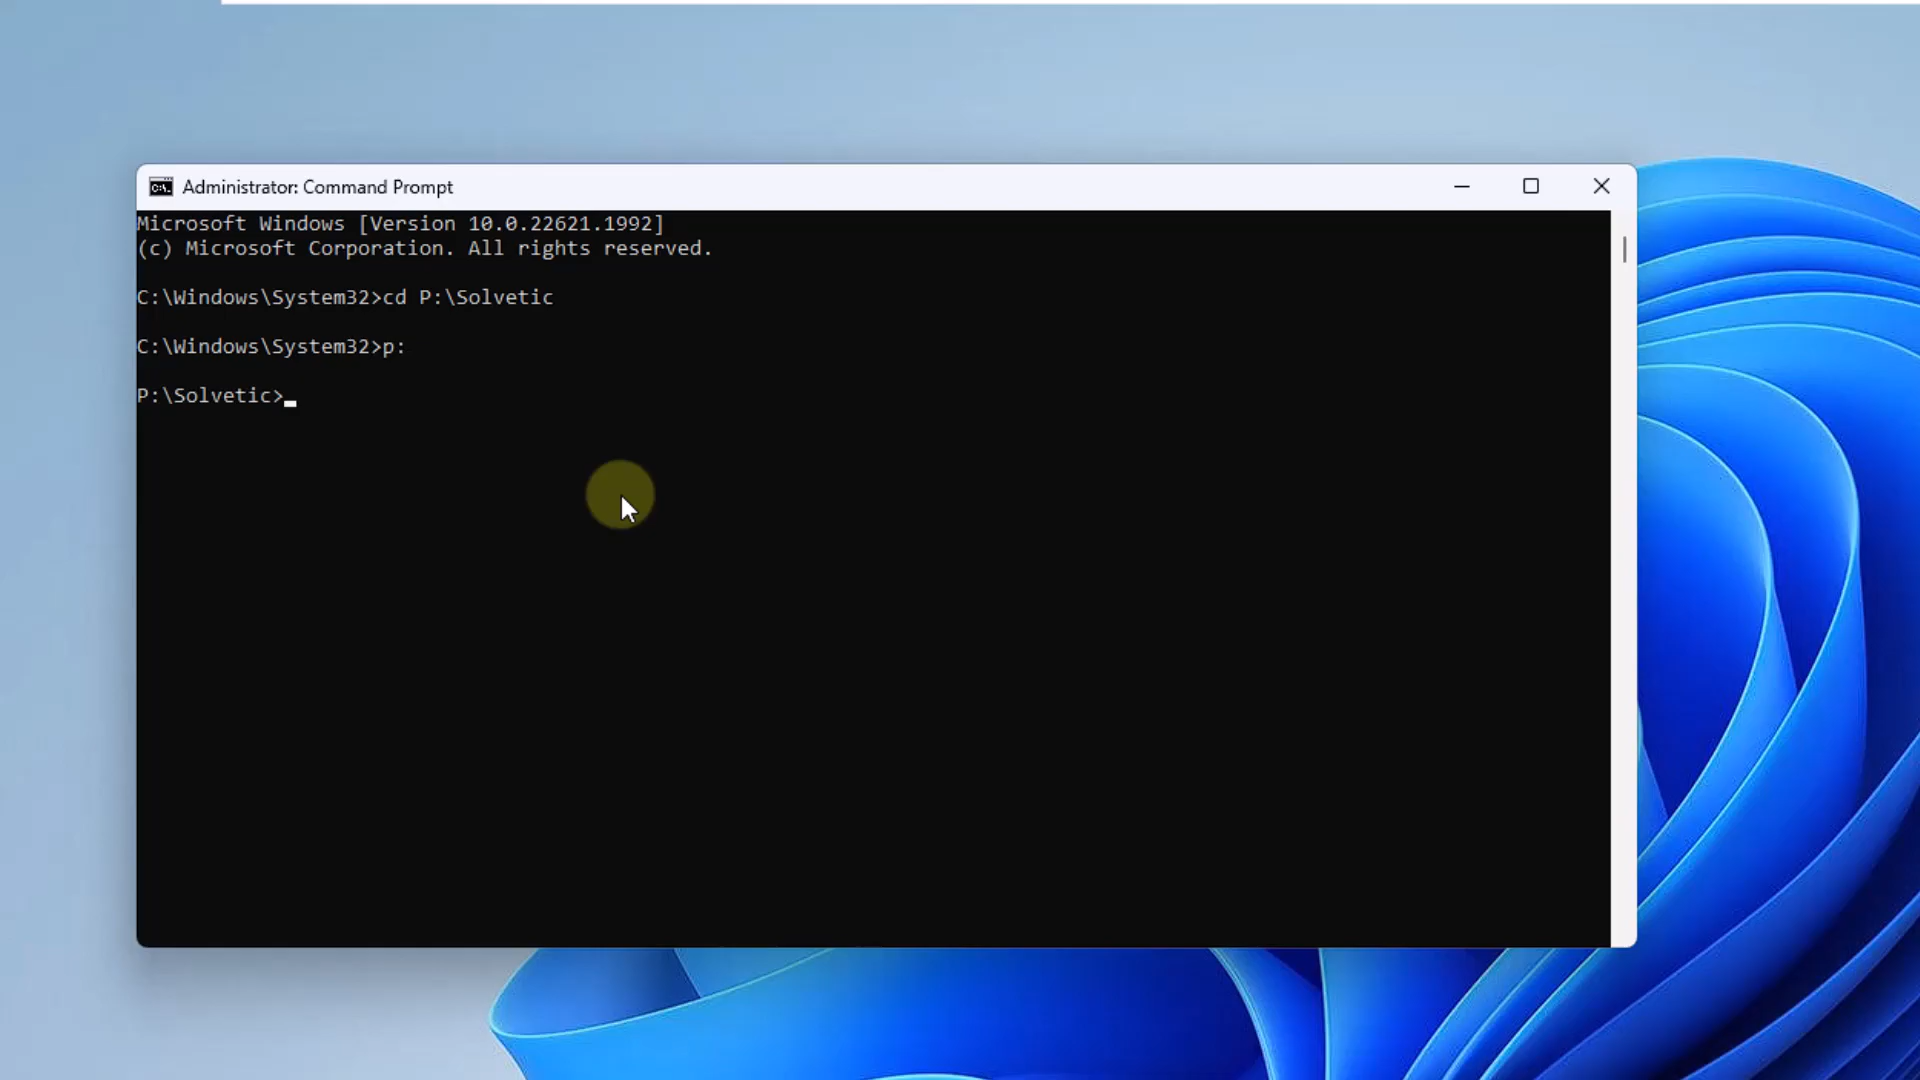 Administrator: Command Prompt
Microsoft Windows [Version 10.0.22621.1992]
(c) Microsoft Corporation. All rights reserved.
C:\Windows\System32>cd P:\Solvetic
C:\Windows\System32>p:
P:\Solvetic>